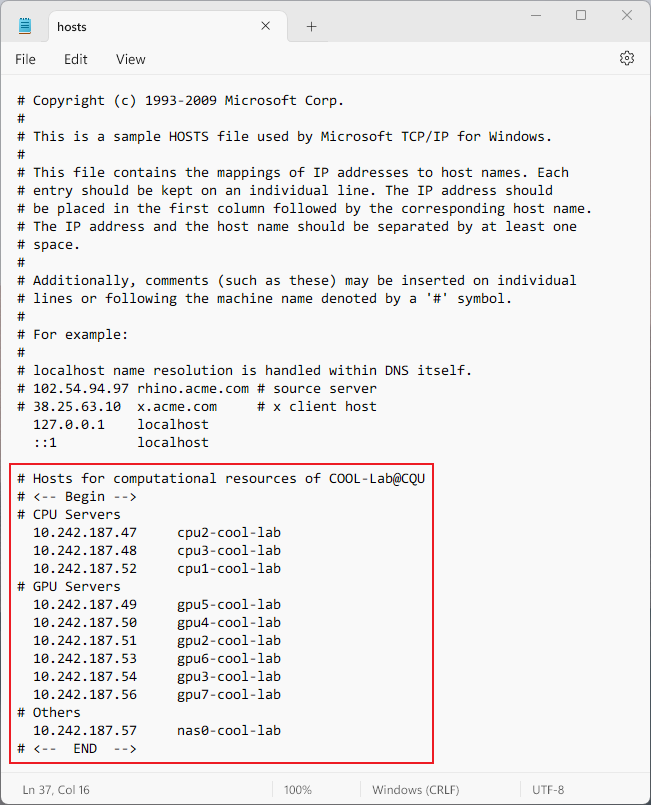 hosts
File Edit View
# Copyright (c) 1993-2009 Microsoft Corp.
#
# This is a sample HOSTS file used by Microsoft TCP/IP for Windows.
#
# This file contains the mappings of IP addresses to host names. Each
# entry should be kept on an individual line. The IP address should
# be placed in the first column followed by the corresponding host name.
# The IP address and the host name should be separated by at least one
# space.
#
# Additionally, comments (such as these) may be inserted on individual
# lines or following the machine name denoted by a '#' symbol.
#
# For example:
#
# localhost name resolution is handled within DNS itself.
# 102.54.94.97 rhino.acme.com # source server
# 38.25.63.10  x.acme.com     # x client host
  127.0.0.1    localhost
  ::1          localhost
# Hosts for computational resources of COOL-Lab@CQU
# <-- Begin -->
# CPU Servers
  10.242.187.47     cpu2-cool-lab
  10.242.187.48     cpu3-cool-lab
  10.242.187.52     cpu1-cool-lab
# GPU Servers
  10.242.187.49     gpu5-cool-lab
  10.242.187.50     gpu4-cool-lab
  10.242.187.51     gpu2-cool-lab
  10.242.187.53     gpu6-cool-lab
  10.242.187.54     gpu3-cool-lab
  10.242.187.56     gpu7-cool-lab
# Others
  10.242.187.57     nas0-cool-lab
# <--  END  -->
Ln 37, Col 16 100% Windows (CRLF) UTF-8